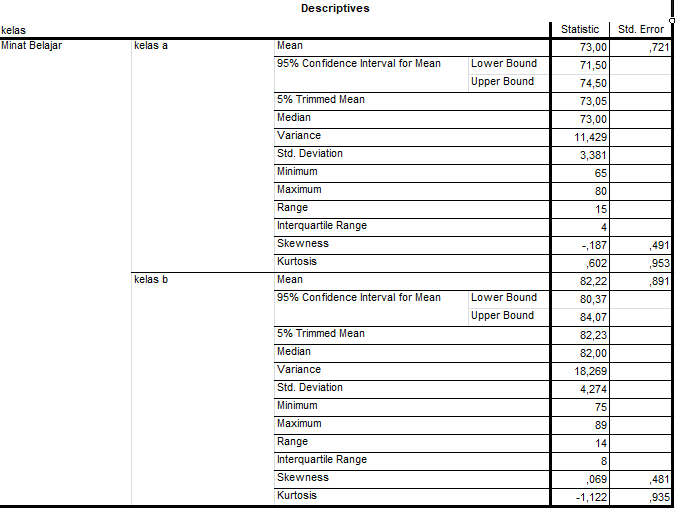 Descriptives
kelas Statistic Std. Error
Minat Belajar kelas a Mean 73,00 ,721
95% Confidence Interval for Mean Lower Bound 71,50
Upper Bound 74,50
5% Trimmed Mean 73,05
Median 73,00
Variance 11,429
Std. Deviation 3,381
Minimum 65
Maximum 80
Range 15
Interquartile Range 4
Skewness -,187 ,491
Kurtosis ,602 ,953
kelas b Mean 82,22 ,891
95% Confidence Interval for Mean Lower Bound 80,37
Upper Bound 84,07
5% Trimmed Mean 82,23
Median 82,00
Variance 18,269
Std. Deviation 4,274
Minimum 75
Maximum 89
Range 14
Interquartile Range 8
Skewness ,069 ,481
Kurtosis -1,122 ,935